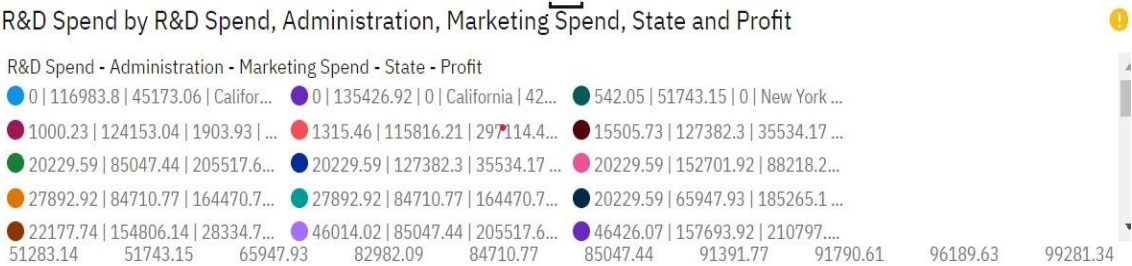 R&D Spend by R&D Spend, Administration, Marketing Spend, State and Profit
R&D Spend - Administration - Marketing Spend - State - Profit
0 | 116983.8 | 45173.06 | Califor... 0 | 135426.92 | 0 | California | 42... 542.05 | 51743.15 | 0 | New York ...
1000.23 | 124153.04 | 1903.93 | ... 1315.46 | 115816.21 | 297114.4... 15505.73 | 127382.3 | 35534.17 ...
20229.59 | 85047.44 | 205517.6... 20229.59 | 127382.3 | 35534.17 ... 20229.59 | 152701.92 | 88218.2...
27892.92 | 84710.77 | 164470.7... 27892.92 | 84710.77 | 164470.7... 20229.59 | 65947.93 | 185265.1 ...
22177.74 | 154806.14 | 28334.7... 46014.02 | 85047.44 | 205517.6... 46426.07 | 157693.92 | 210797....
51283.14 51743.15 65947.93 82982.09 84710.77 85047.44 91391.77 91790.61 96189.63 99281.34